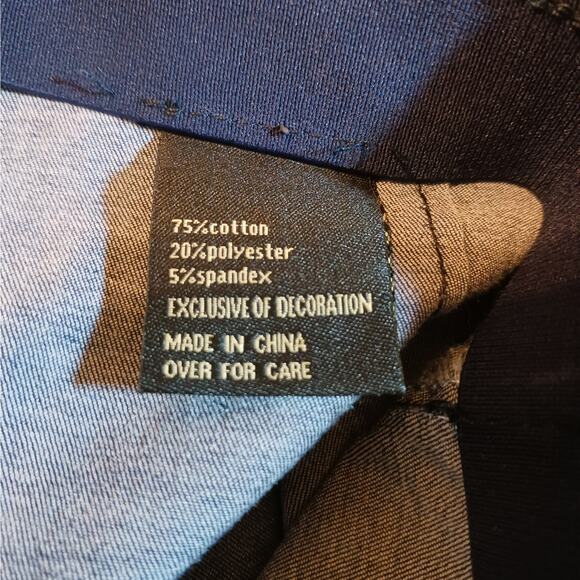 75%cotton
20%polyester
5%spandex
EXCLUSIVE OF DECORATION
MADE IN CHINA
OVER FOR CARE